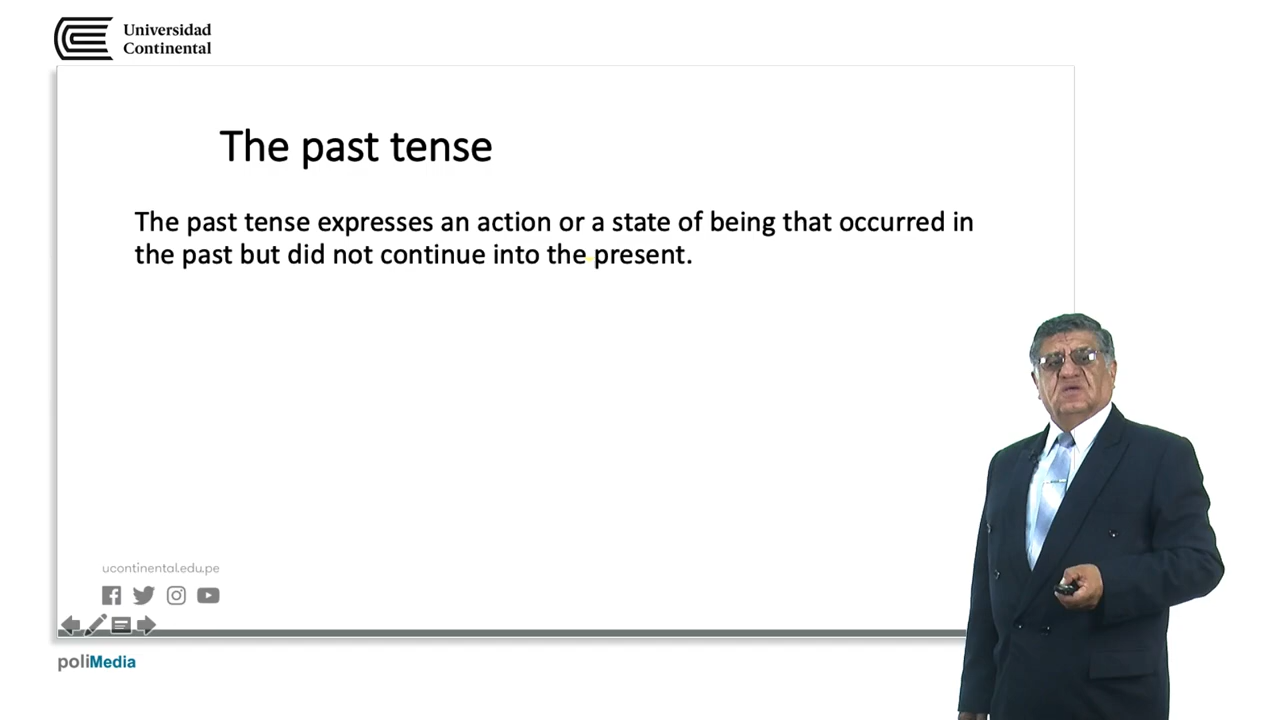 Universidad
Continental
The past tense
The past tense expresses an action or a state of being that occurred in
the past but did not continue into the present.
ucontinental.edu.pe
poliMedia